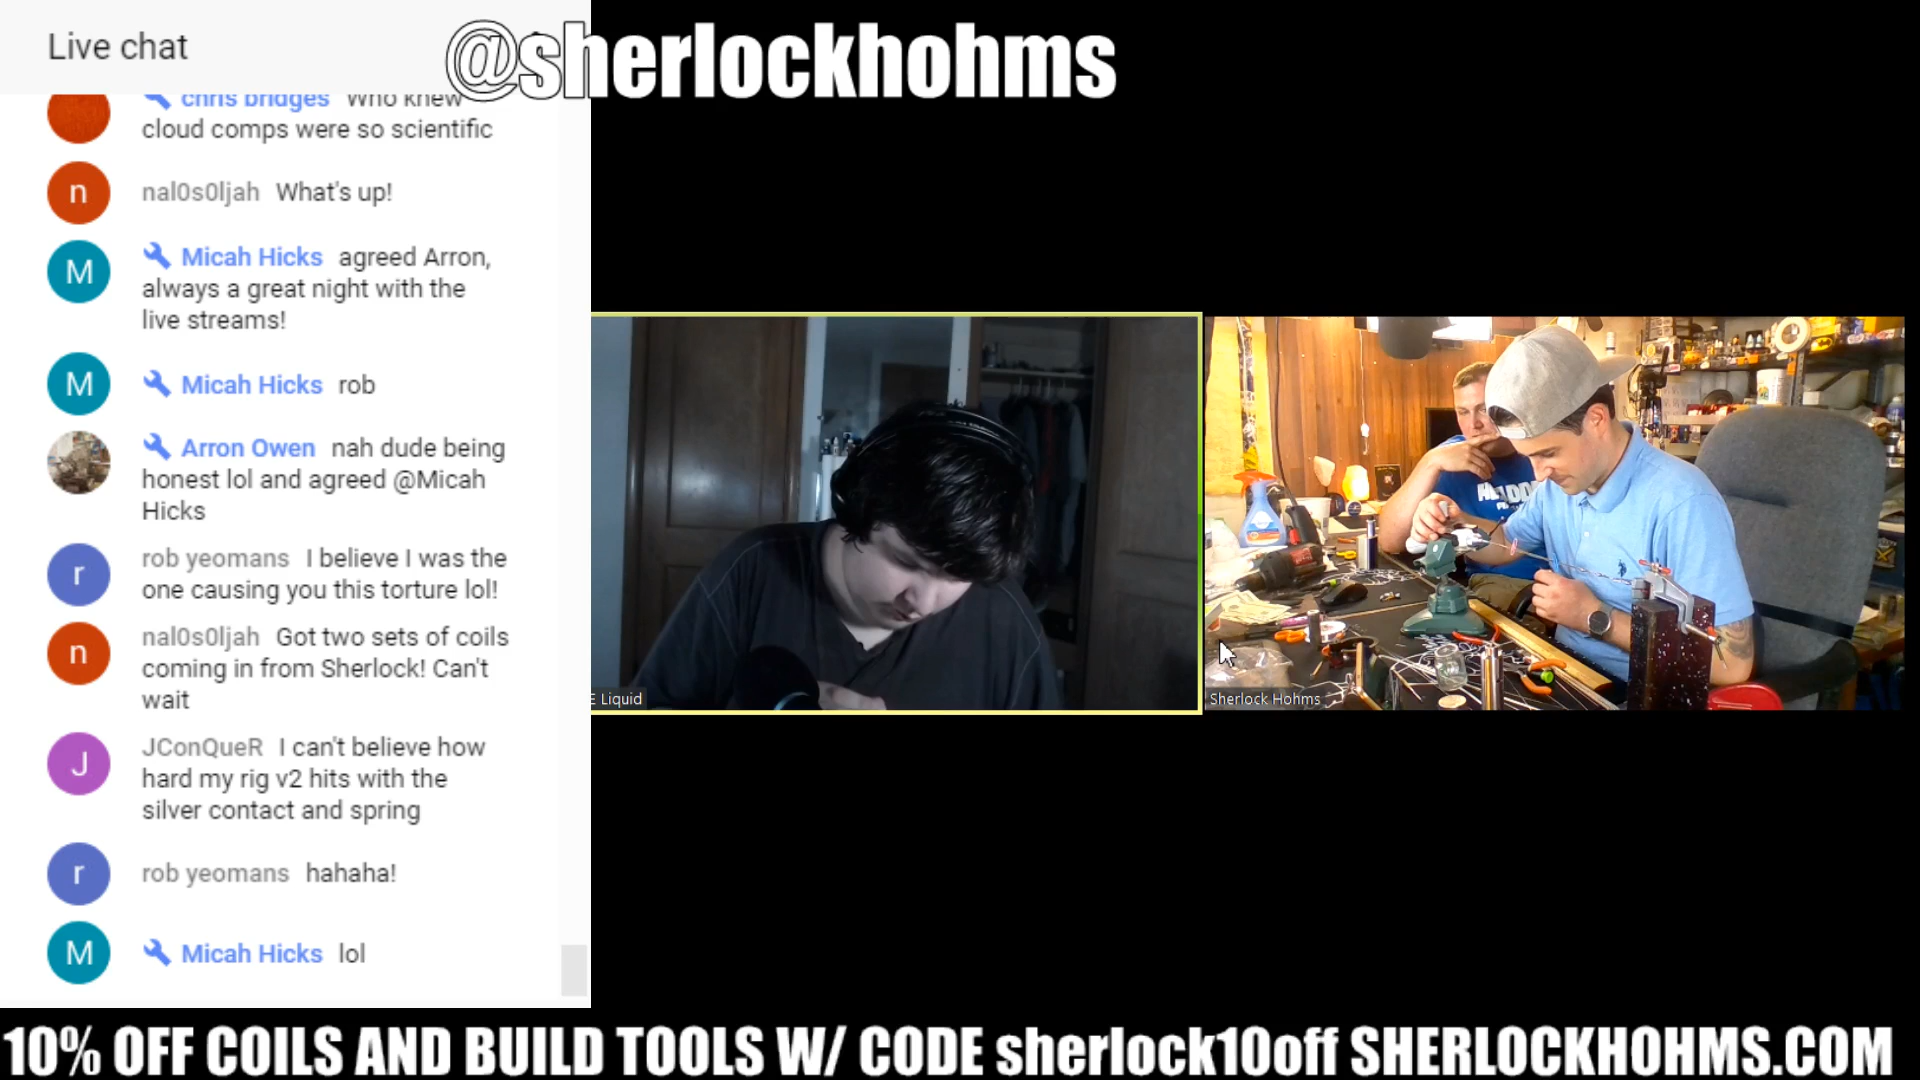 Live chat
@sherlockhohms
chris bridges Who knew
cloud comps were so scientific
n
nal0s0ljah What's up!
M
Micah Hicks agreed Arron,
always a great night with the
live streams!
M
Micah Hicks rob
Arron Owen nah dude being
honest lol and agreed @Micah
Hicks
r
rob yeomans I believe I was the
one causing you this torture lol!
n
nal0s0ljah Got two sets of coils
coming in from Sherlock! Can't
wait
J
JConQueR I can't believe how
hard my rig v2 hits with the
silver contact and spring
r
rob yeomans hahaha!
M
Micah Hicks lol
E Liquid
Sherlock Hohms
10% OFF COILS AND BUILD TOOLS W/ CODE sherlock10off SHERLOCKHOHMS.COM